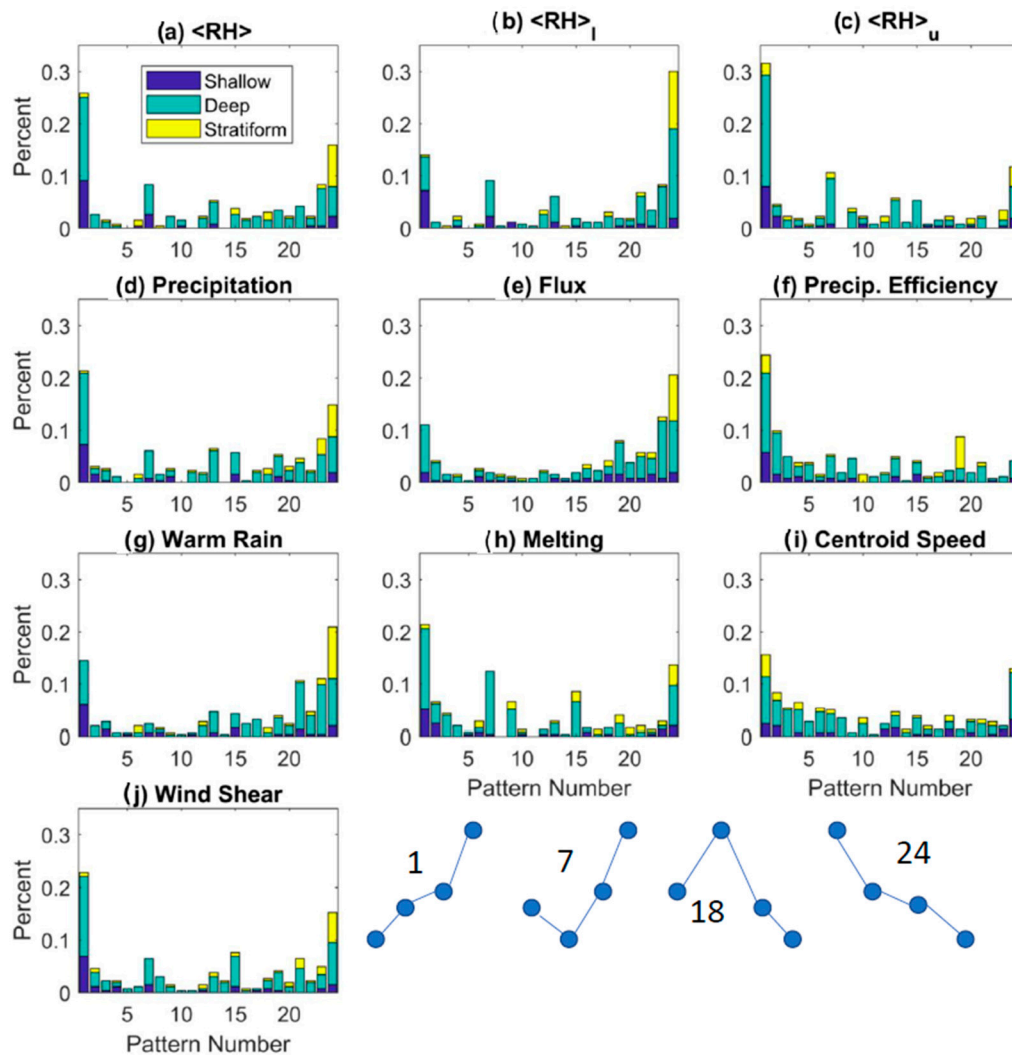 (a) <RH>
(b) <RH>l
(c) <RH>u
Percent
0.3
0.2
0.1
0
Shallow
Deep
Stratiform
5 10 15 20
0.3
0.2
0.1
0
5 10 15 20
0.3
0.2
0.1
0
5 10 15 20
(d) Precipitation
(e) Flux
(f) Precip. Efficiency
Percent
0.3
0.2
0.1
0
5 10 15 20
0.3
0.2
0.1
0
5 10 15 20
0.3
0.2
0.1
0
5 10 15 20
(g) Warm Rain
(h) Melting
(i) Centroid Speed
Percent
0.3
0.2
0.1
0
5 10 15 20
0.3
0.2
0.1
0
5 10 15 20
Pattern Number
0.3
0.2
0.1
0
5 10 15 20
Pattern Number
(j) Wind Shear
Percent
0.3
0.2
0.1
0
5 10 15 20
Pattern Number
1
7
18
24